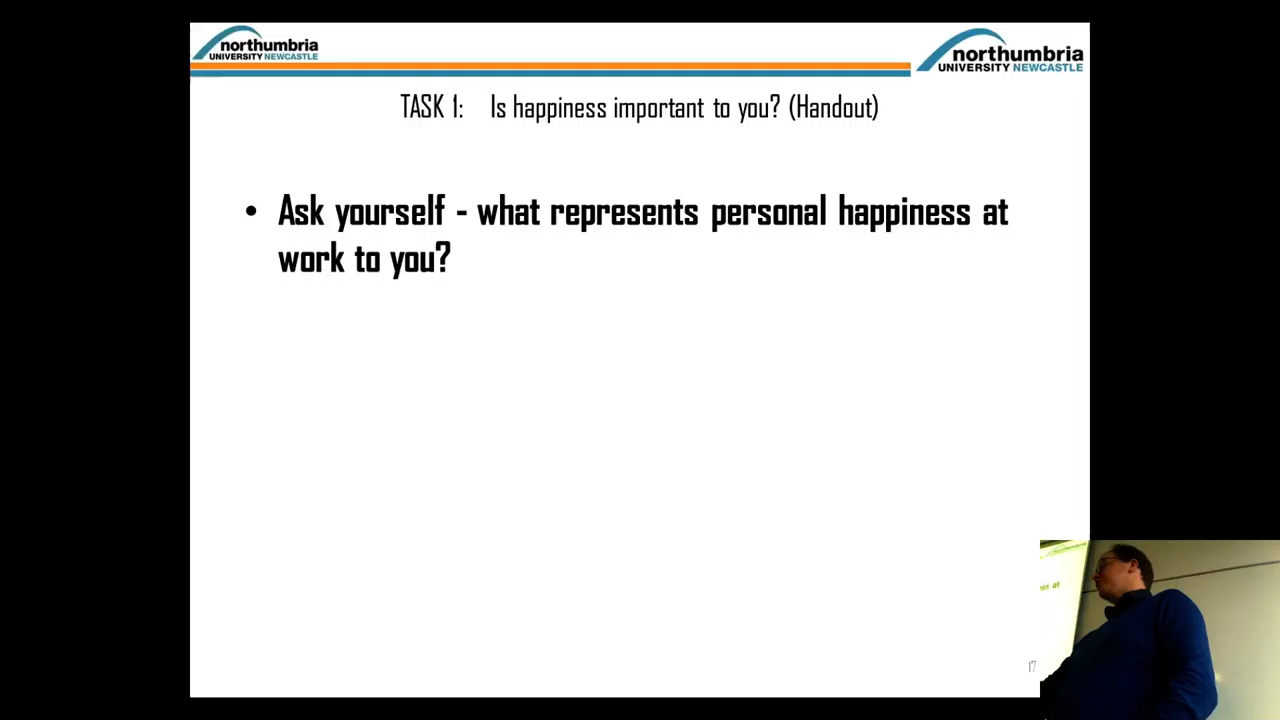 northumbria
UNIVERSITY NEWCASTLE
northumbria
UNIVERSITY NEWCASTLE
TASK 1: Is happiness important to you? (Handout)
• Ask yourself - what represents personal happiness at
work to you?
17